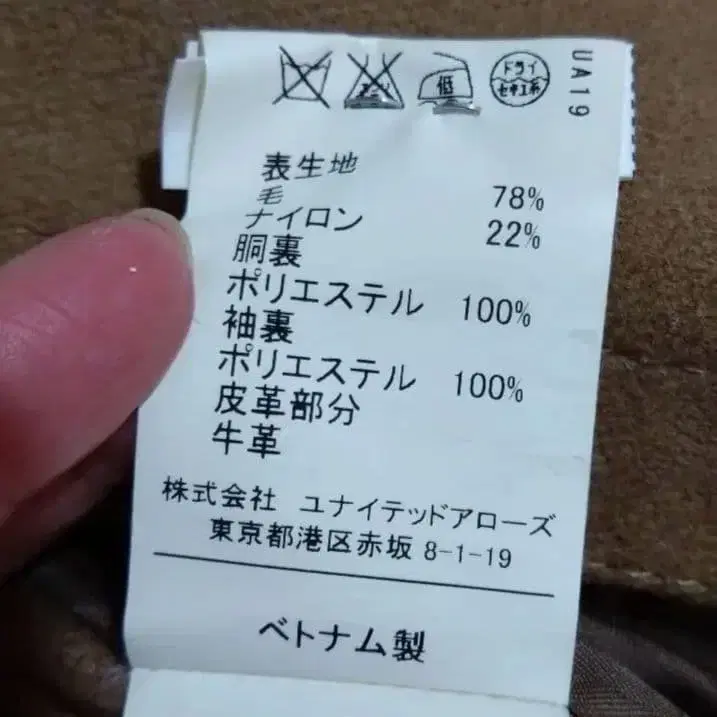 低
ドライ
セキユ系
UA19
表生地
毛 78%
ナイロン 22%
胴裏
ポリエステル 100%
袖裏
ポリエステル 100%
皮革部分
牛革
株式会社 ユナイテッドアローズ
東京都港区赤坂 8-1-19
ベトナム製